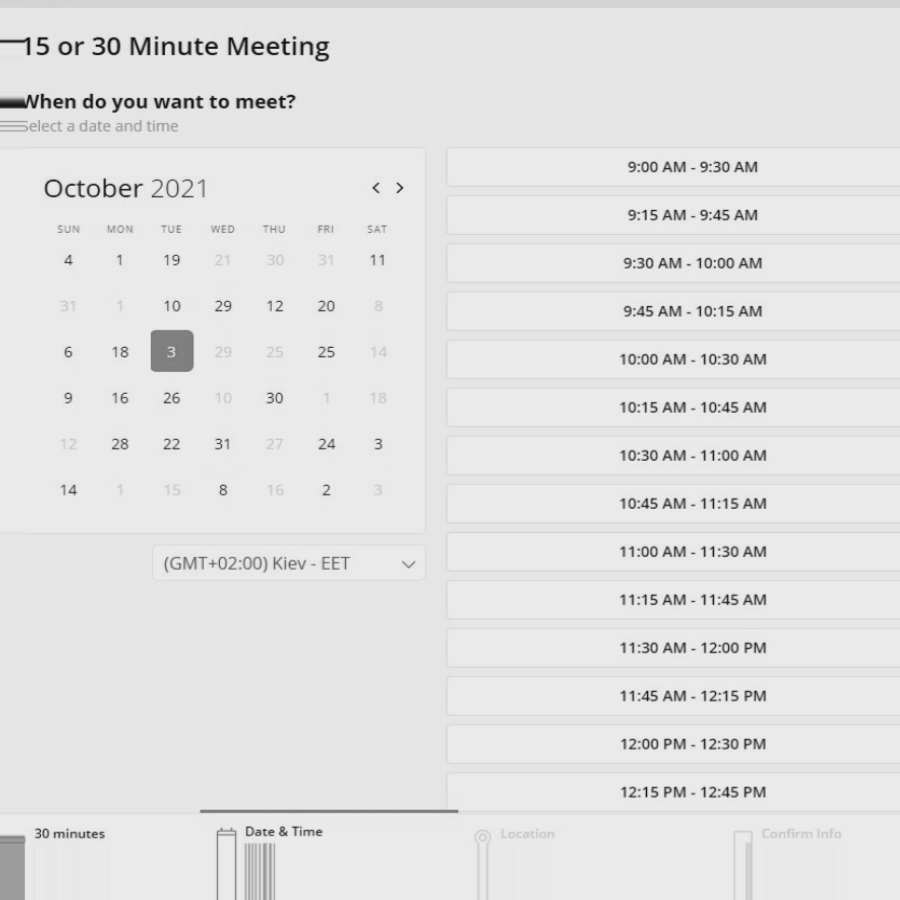 15 or 30 Minute Meeting
When do you want to meet?
Select a date and time
October 2021
SUN MON TUE WED THU FRI SAT
4 1 19 21 30 31 11
31 1 10 29 12 20 8
6 18 3 29 25 25 14
9 16 26 10 30 1 18
12 28 22 31 27 24 3
14 1 15 8 16 2 3
(GMT+02:00) Kiev - EET
9:00 AM - 9:30 AM
9:15 AM - 9:45 AM
9:30 AM - 10:00 AM
9:45 AM - 10:15 AM
10:00 AM - 10:30 AM
10:15 AM - 10:45 AM
10:30 AM - 11:00 AM
10:45 AM - 11:15 AM
11:00 AM - 11:30 AM
11:15 AM - 11:45 AM
11:30 AM - 12:00 PM
11:45 AM - 12:15 PM
12:00 PM - 12:30 PM
12:15 PM - 12:45 PM
30 minutes
Date & Time
Location
Confirm Info